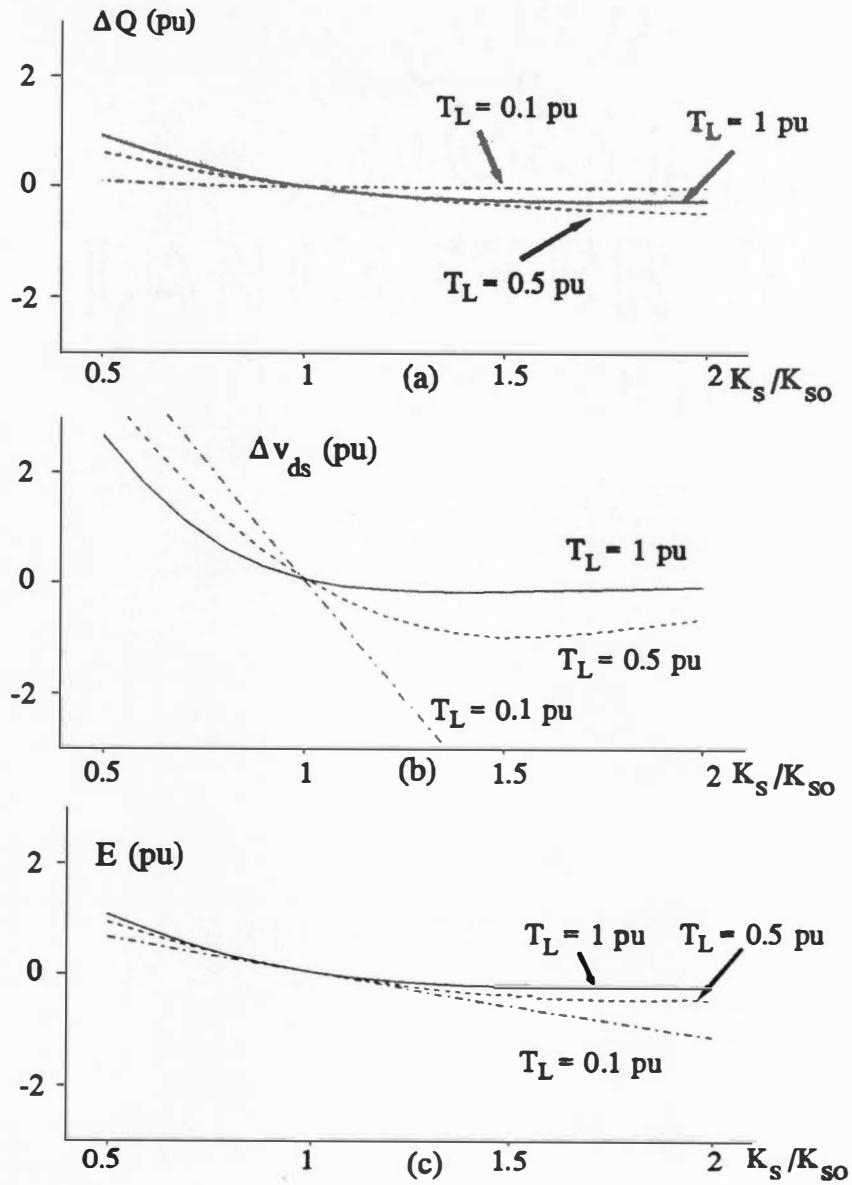 ΔQ (pu)
2
T_L = 0.1 pu
T_L = 1 pu
0
T_L = 0.5 pu
-2
0.5 1 (a) 1.5 2 K_s/K_so
Δv_ds (pu)
2
T_L = 1 pu
0
T_L = 0.5 pu
-2
T_L = 0.1 pu
0.5 1 (b) 1.5 2 K_s/K_so
E (pu)
2
T_L = 1 pu T_L = 0.5 pu
0
T_L = 0.1 pu
-2
0.5 1 (c) 1.5 2 K_s/K_so